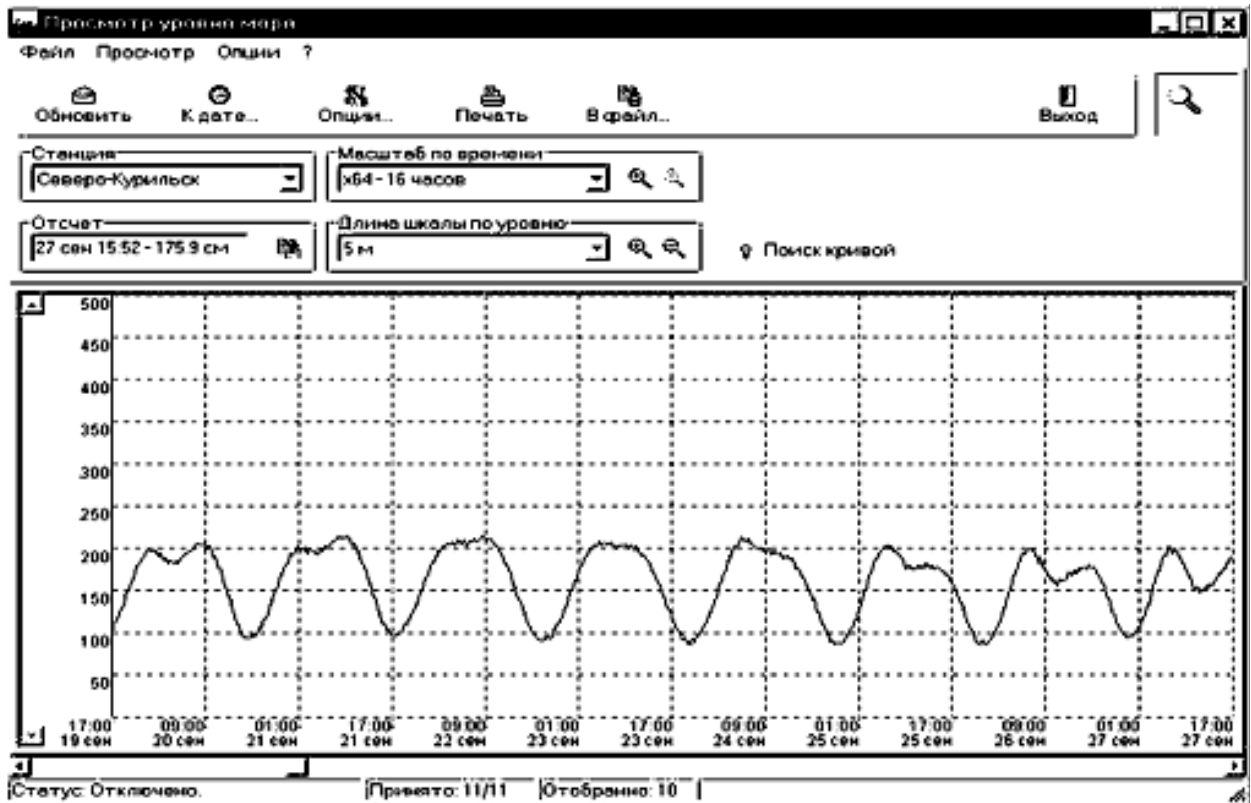 Просмотр уровня моря
Файл Просмотр Опции ?
Обновить К дате... Опции... Печать В файл... Выход
Станция Масштаб по времени
Северо-Курильск x64 - 16 часов
Отсчет Длина шкалы по уровню
27 сен 15:52 - 175.9 см 5 м Поиск кривой
500
450
400
350
300
250
200
150
100
50
17:00 09:00 01:00 17:00 09:00 01:00 17:00 09:00 01:00 17:00 09:00 01:00 17:00
19 сен 20 сен 21 сен 21 сен 22 сен 23 сен 23 сен 24 сен 25 сен 25 сен 26 сен 27 сен 27 сен
Статус: Отключено. Принято: 11/11 Отобрано: 10